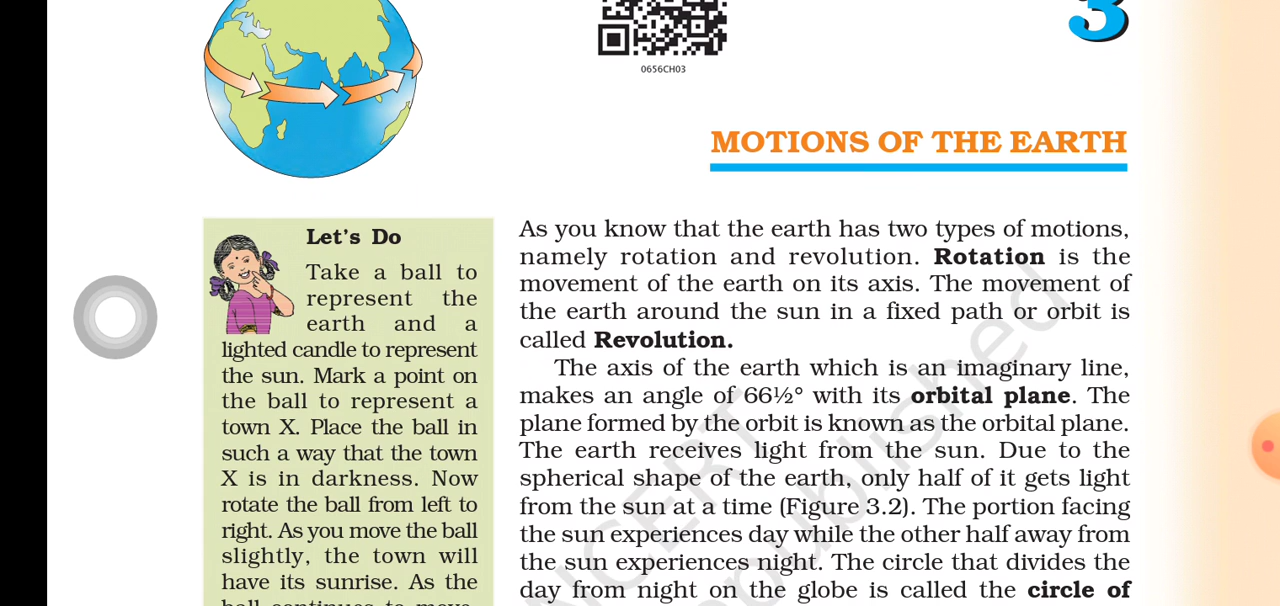 3
0656CH03
MOTIONS OF THE EARTH
Let's Do
Take a ball to
represent the
earth and a
lighted candle to represent
the sun. Mark a point on
the ball to represent a
town X. Place the ball in
such a way that the town
X is in darkness. Now
rotate the ball from left to
right. As you move the ball
slightly, the town will
have its sunrise. As the
ball continues to move,
As you know that the earth has two types of motions,
namely rotation and revolution. Rotation is the
movement of the earth on its axis. The movement of
the earth around the sun in a fixed path or orbit is
called Revolution.
The axis of the earth which is an imaginary line,
makes an angle of 66½° with its orbital plane. The
plane formed by the orbit is known as the orbital plane.
The earth receives light from the sun. Due to the
spherical shape of the earth, only half of it gets light
from the sun at a time (Figure 3.2). The portion facing
the sun experiences day while the other half away from
the sun experiences night. The circle that divides the
day from night on the globe is called the circle of
NCERT
republished